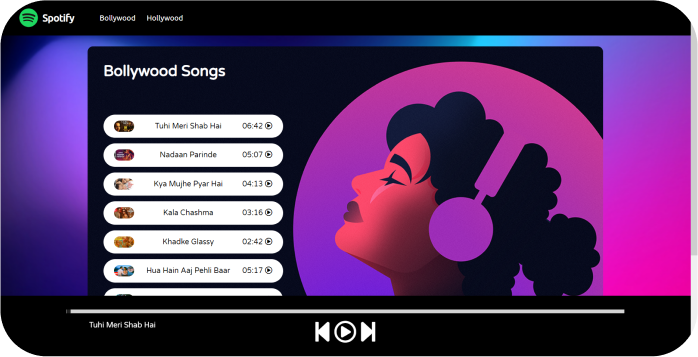 Spotify Bollywood Hollywood
Bollywood Songs
Tuhi Meri Shab Hai 06:42
Nadaan Parinde 05:07
Kya Mujhe Pyar Hai 04:13
Kala Chashma 03:16
Khadke Glassy 02:42
Hua Hain Aaj Pehli Baar 05:17
Tuhi Meri Shab Hai